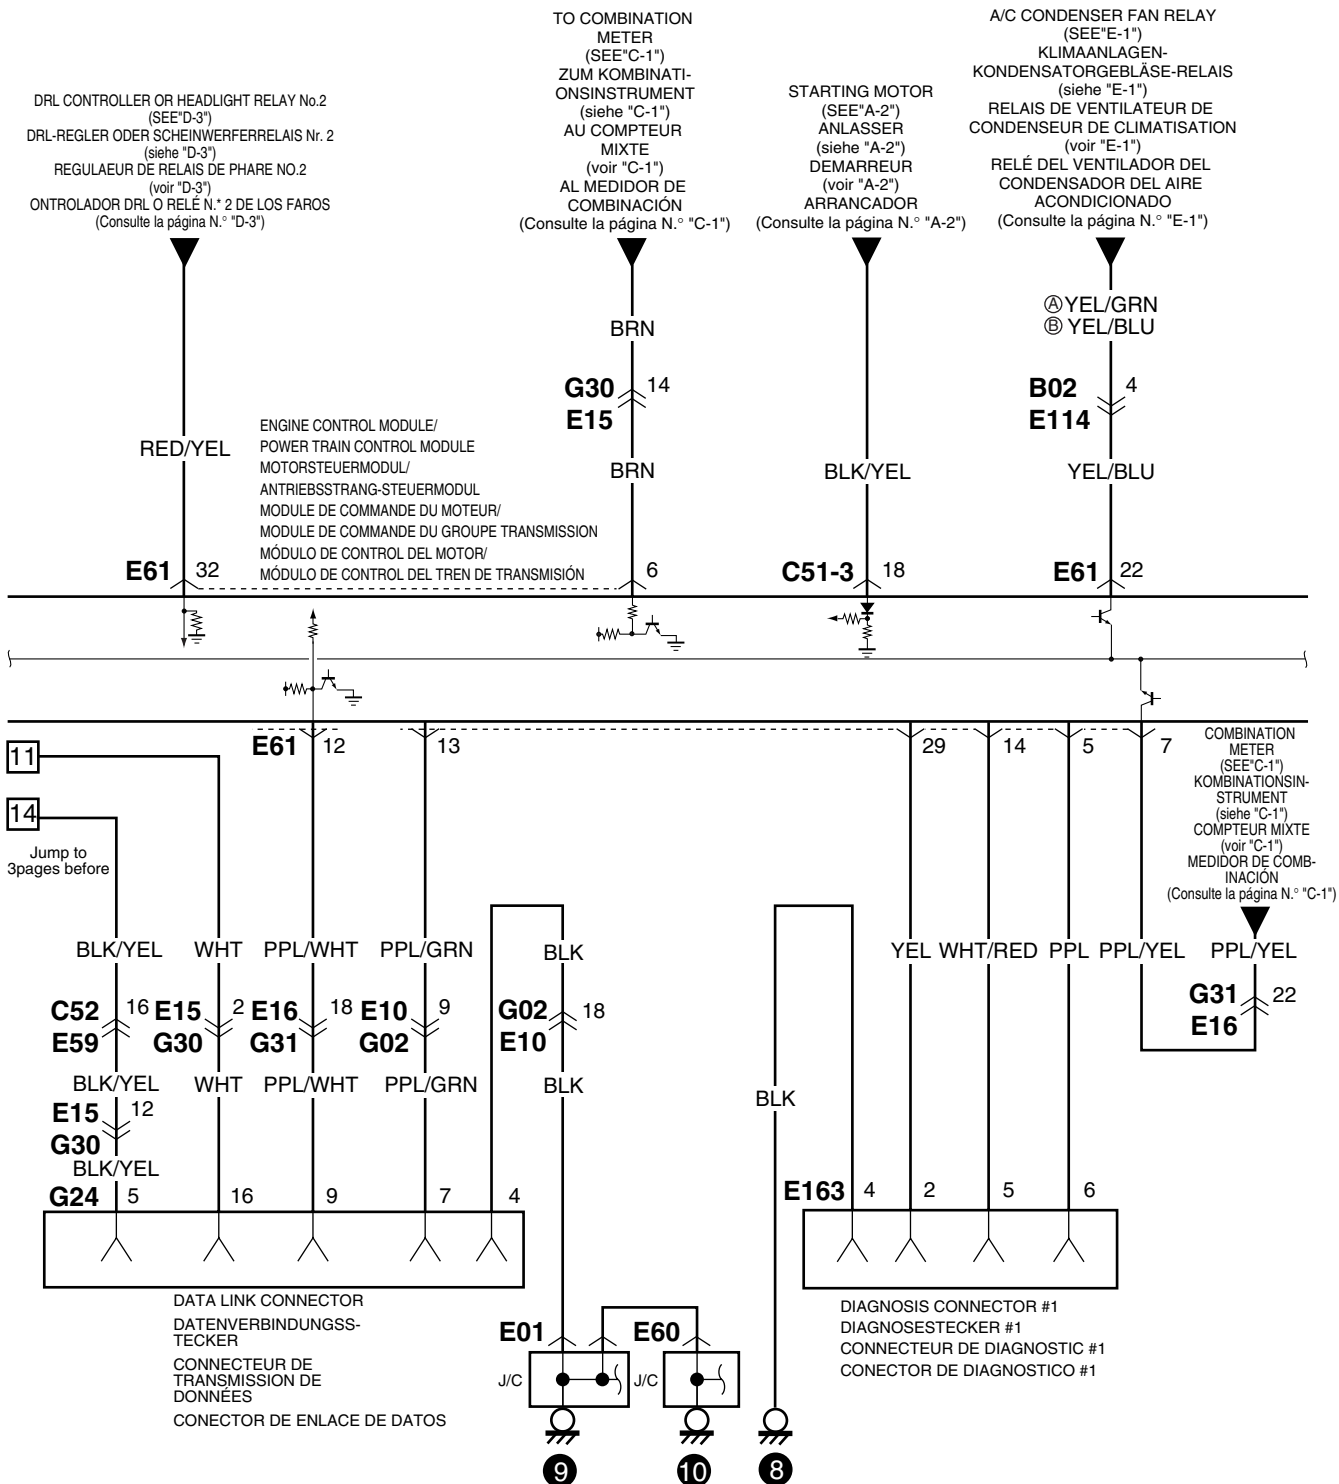 DRL CONTROLLER OR HEADLIGHT RELAY No.2
(SEE"D-3")
DRL-REGLER ODER SCHEINWERFERRELAIS Nr. 2
(siehe "D-3")
REGULAEUR DE RELAIS DE PHARE NO.2
(voir "D-3")
ONTROLADOR DRL O RELÉ N.* 2 DE LOS FAROS
(Consulte la página N.° "D-3")
TO COMBINATION
METER
(SEE"C-1")
ZUM KOMBINATI-
ONSINSTRUMENT
(siehe "C-1")
AU COMPTEUR
MIXTE
(voir "C-1")
AL MEDIDOR DE
COMBINACIÓN
(Consulte la página N.° "C-1")
STARTING MOTOR
(SEE"A-2")
ANLASSER
(siehe "A-2")
DEMARREUR
(voir "A-2")
ARRANCADOR
(Consulte la página N.° "A-2")
A/C CONDENSER FAN RELAY
(SEE"E-1")
KLIMAANLAGEN-
KONDENSATORGEBLÄSE-RELAIS
(siehe "E-1")
RELAIS DE VENTILATEUR DE
CONDENSEUR DE CLIMATISATION
(voir "E-1")
RELÉ DEL VENTILADOR DEL
CONDENSADOR DEL AIRE
ACONDICIONADO
(Consulte la página N.° "E-1")
Ⓐ YEL/GRN
Ⓑ YEL/BLU
BRN
G30 14
E15
B02 4
E114
RED/YEL
BRN
BLK/YEL
YEL/BLU
ENGINE CONTROL MODULE/
POWER TRAIN CONTROL MODULE
MOTORSTEUERMODUL/
ANTRIEBSSTRANG-STEUERMODUL
MODULE DE COMMANDE DU MOTEUR/
MODULE DE COMMANDE DU GROUPE TRANSMISSION
MÓDULO DE CONTROL DEL MOTOR/
MÓDULO DE CONTROL DEL TREN DE TRANSMISIÓN
E61 32
6
C51-3 18
E61 22
E61 12
13
29
14
5
7
11
14
Jump to
3pages before
COMBINATION
METER
(SEE"C-1")
KOMBINATIONSIN-
STRUMENT
(siehe "C-1")
COMPTEUR MIXTE
(voir "C-1")
MEDIDOR DE COMB-
INACIÓN
(Consulte la página N.° "C-1")
BLK/YEL WHT PPL/WHT PPL/GRN BLK YEL WHT/RED PPL PPL/YEL PPL/YEL
C52 16
E59
E15 2
G30
E16 18
G31
E10 9
G02
G02 18
E10
G31 22
E16
BLK/YEL WHT PPL/WHT PPL/GRN BLK BLK
E15 12
G30
BLK/YEL
G24 5 16 9 7 4
E163 4 2 5 6
DATA LINK CONNECTOR
DATENVERBINDUNGSS-
TECKER
CONNECTEUR DE
TRANSMISSION DE
DONNÉES
CONECTOR DE ENLACE DE DATOS
DIAGNOSIS CONNECTOR #1
DIAGNOSESTECKER #1
CONNECTEUR DE DIAGNOSTIC #1
CONECTOR DE DIAGNOSTICO #1
E01 E60
J/C J/C
9 10 8